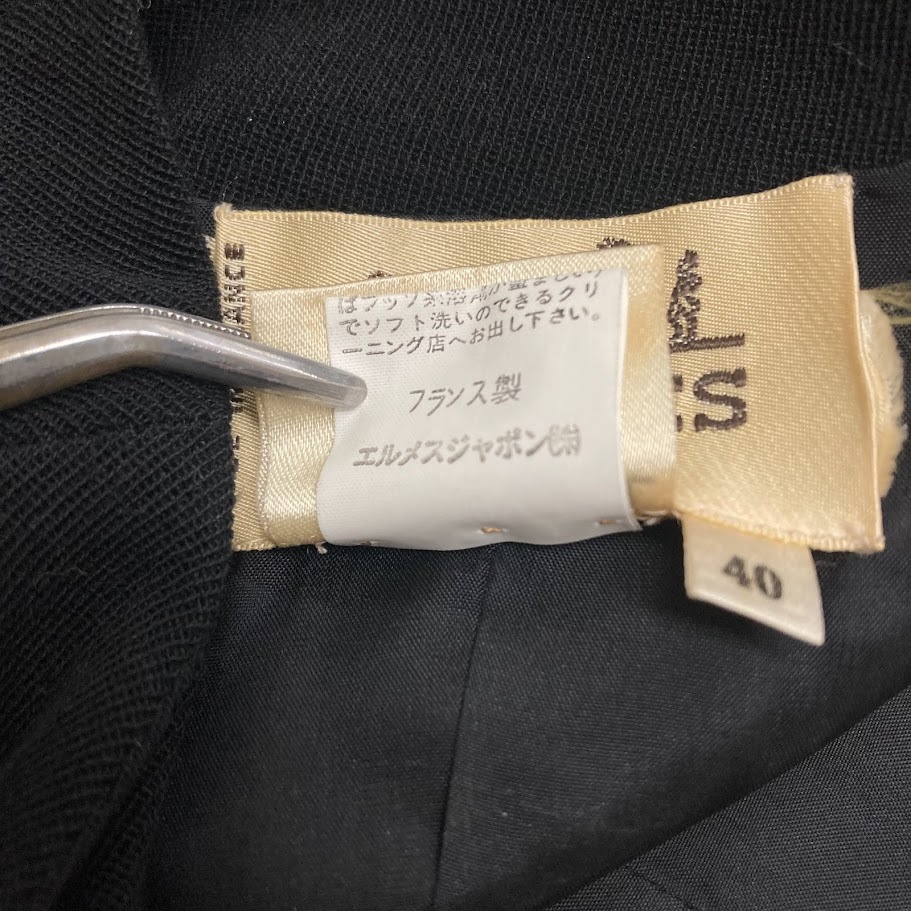 でソフト洗いのできるクリ
ーニング店へお出し下さい。
フランス製
エルメスジャポン㈱
40